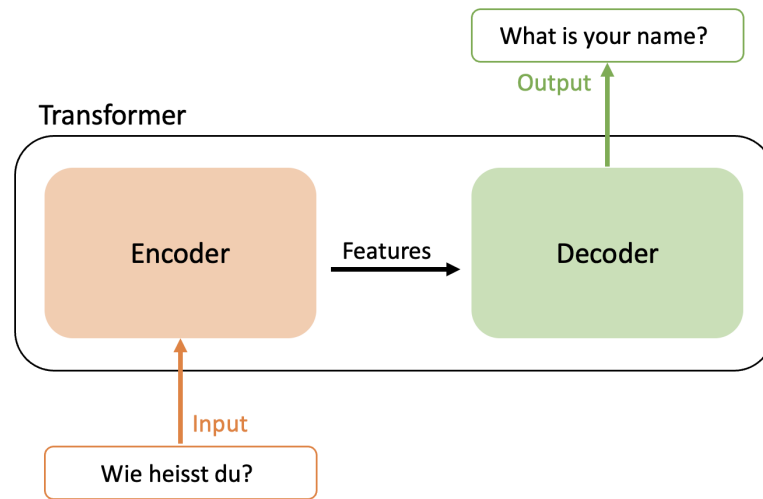 What is your name?
Output
Transformer
Encoder
Features
Decoder
Input
Wie heisst du?